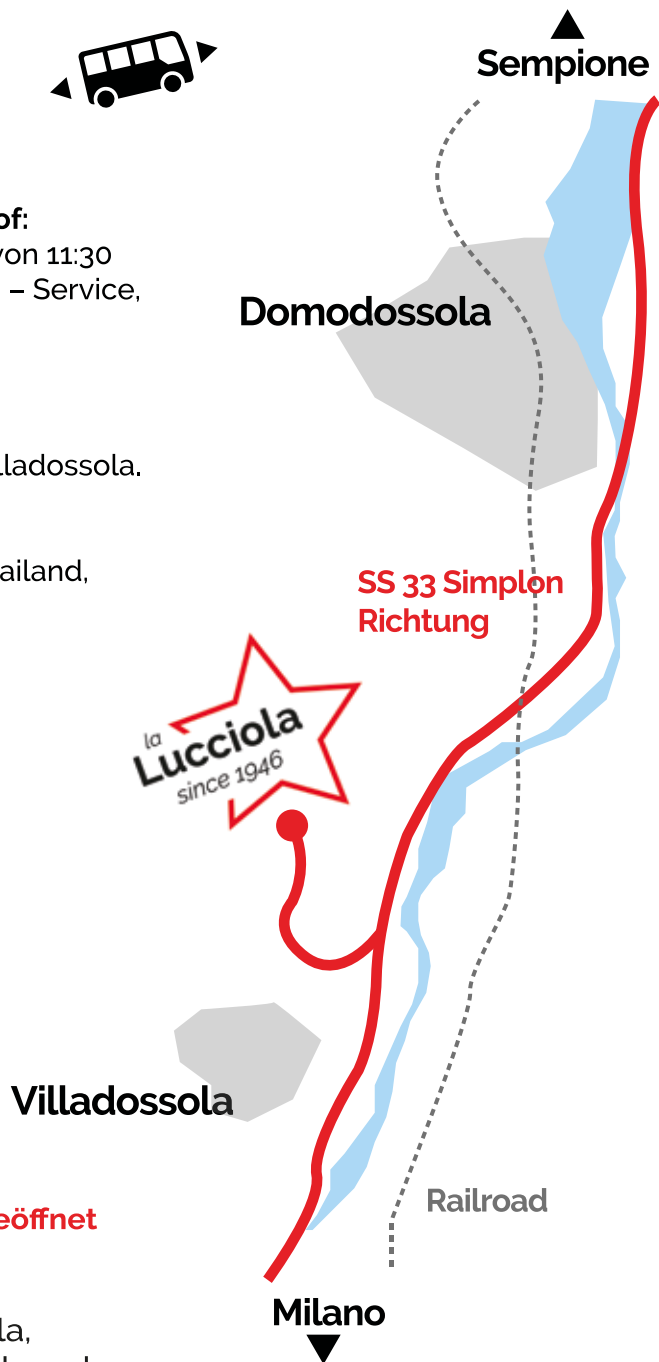 Sempione
of:
von 11:30
– Service,
Domodossola
lladossola.
ailand,
SS 33 Simplon
Richtung
la
Lucciola
since 1946
Villadossola
Railroad
eöffnet
Milano
la,